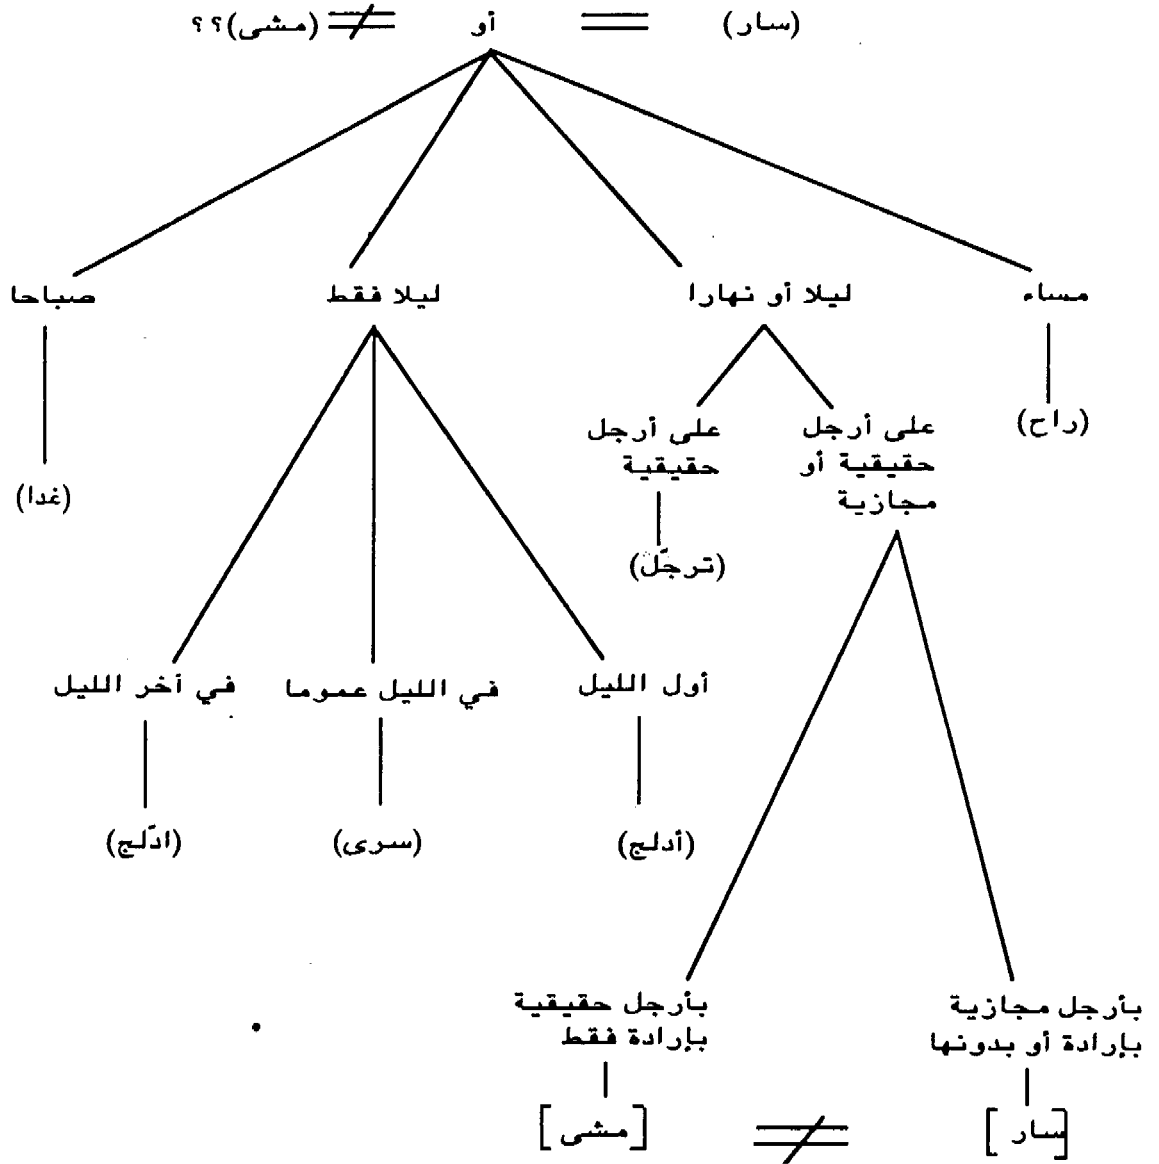 (سار) = أو ≠ (مشى)؟؟
مساء
ليلا أو نهارا
ليلا فقط
صباحا
(راح)
على أرجل
حقيقية أو
مجازية
على أرجل
حقيقية
(ترجّل)
(غدا)
أول الليل
في الليل عموما
في أخر الليل
(أدلج)
(سرى)
(ادّلج)
بأرجل مجازية
بإرادة أو بدونها
بأرجل حقيقية
بإرادة فقط
[سار] ≠ [مشى]